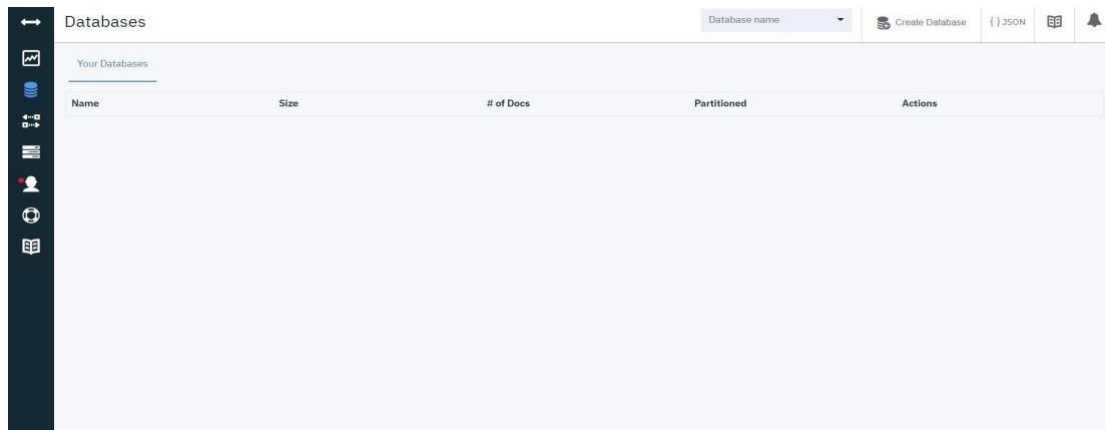 Databases
Database name
Create Database
{ } JSON
Your Databases
Name Size # of Docs Partitioned Actions